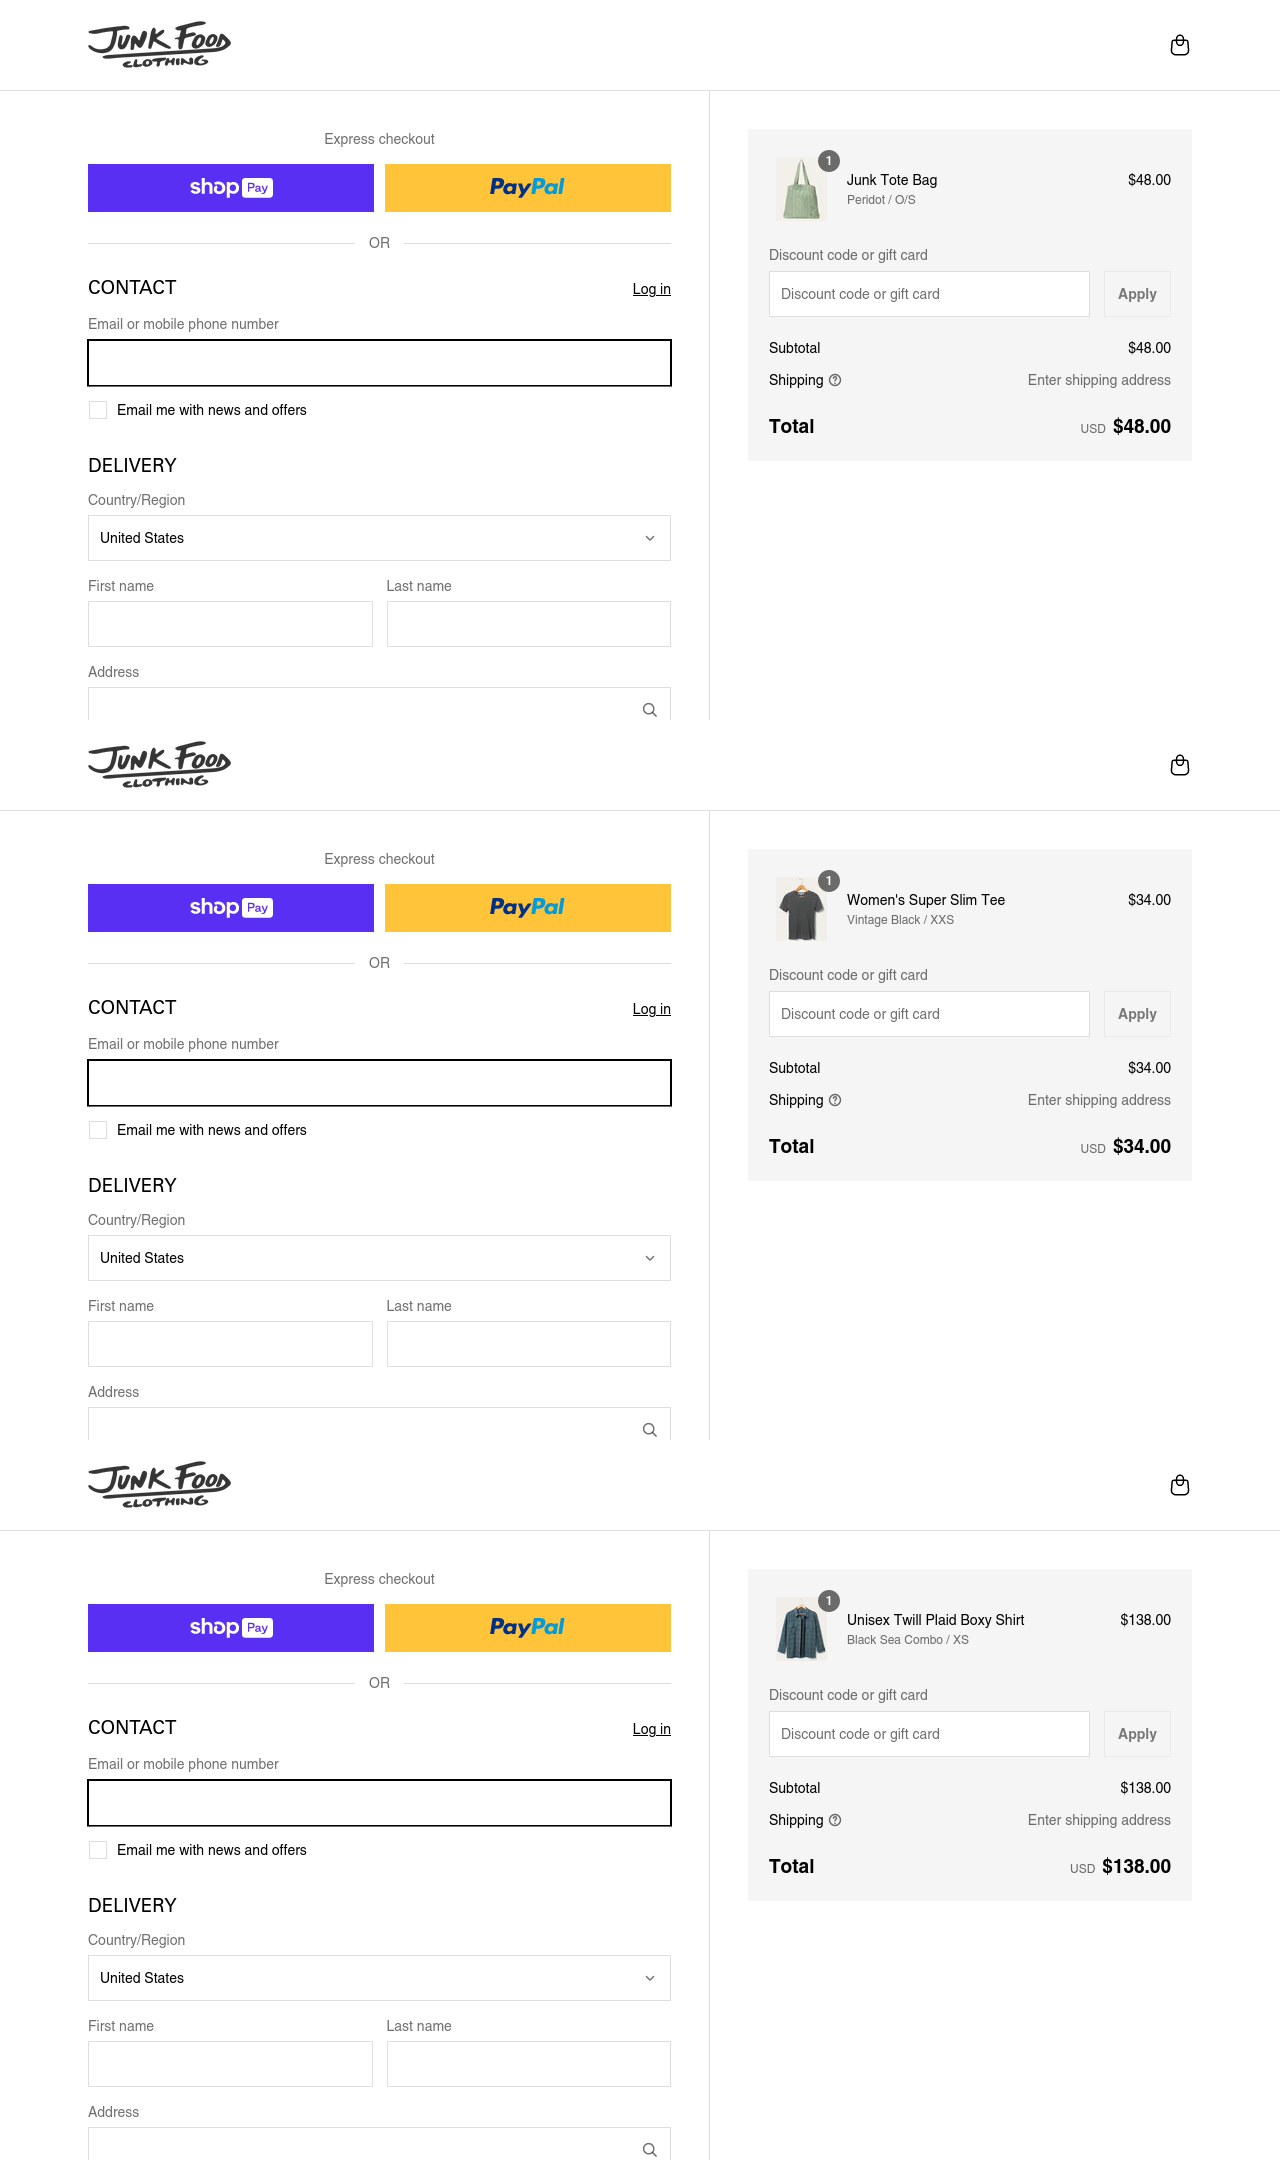 JUNK FOOD
CLOTHING
Express checkout
shop Pay
PayPal
OR
CONTACT
Log in
Email or mobile phone number
Email me with news and offers
DELIVERY
Country/Region
United States
First name
Last name
Address
1
Junk Tote Bag
$48.00
Peridot / O/S
Discount code or gift card
Discount code or gift card
Apply
Subtotal
$48.00
Shipping
Enter shipping address
Total
USD $48.00
JUNK FOOD
CLOTHING
Express checkout
shop Pay
PayPal
OR
CONTACT
Log in
Email or mobile phone number
Email me with news and offers
DELIVERY
Country/Region
United States
First name
Last name
Address
1
Women's Super Slim Tee
$34.00
Vintage Black / XXS
Discount code or gift card
Discount code or gift card
Apply
Subtotal
$34.00
Shipping
Enter shipping address
Total
USD $34.00
JUNK FOOD
CLOTHING
Express checkout
shop Pay
PayPal
OR
CONTACT
Log in
Email or mobile phone number
Email me with news and offers
DELIVERY
Country/Region
United States
First name
Last name
Address
1
Unisex Twill Plaid Boxy Shirt
$138.00
Black Sea Combo / XS
Discount code or gift card
Discount code or gift card
Apply
Subtotal
$138.00
Shipping
Enter shipping address
Total
USD $138.00